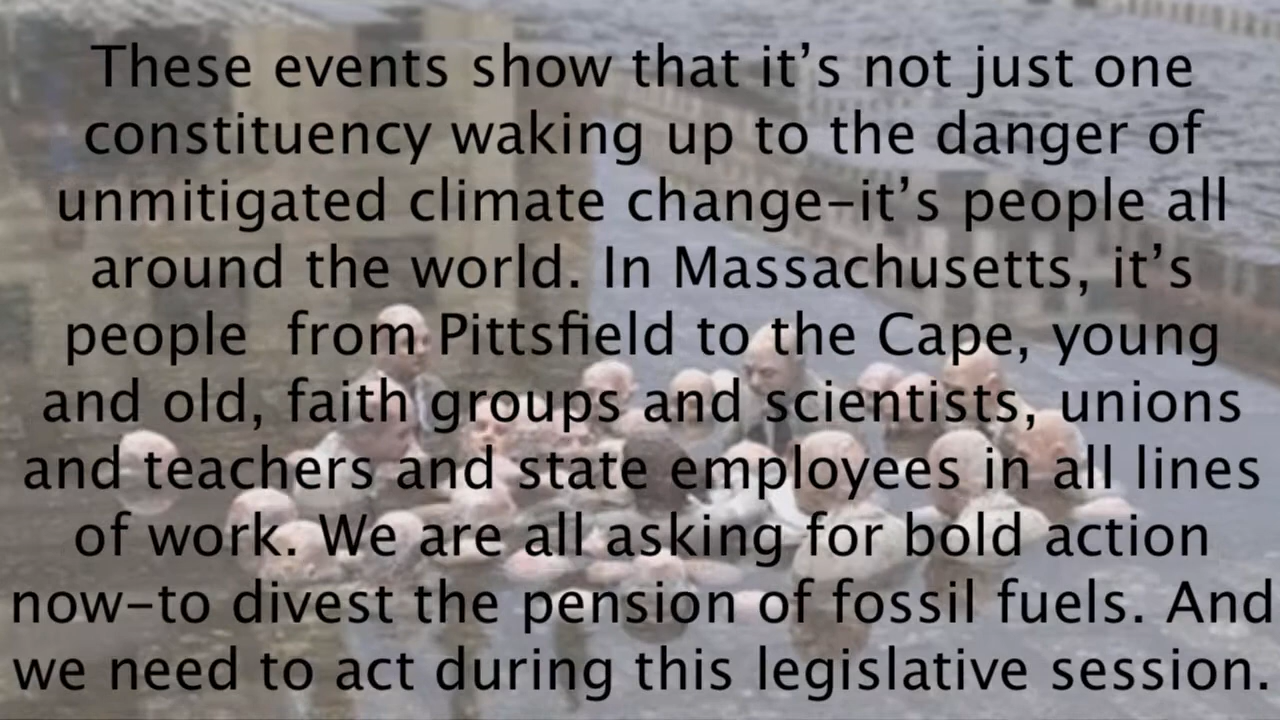 These events show that it’s not just one
constituency waking up to the danger of
unmitigated climate change–it’s people all
around the world. In Massachusetts, it’s
people  from Pittsfield to the Cape, young
and old, faith groups and scientists, unions
and teachers and state employees in all lines
of work. We are all asking for bold action
now–to divest the pension of fossil fuels. And
we need to act during this legislative session.